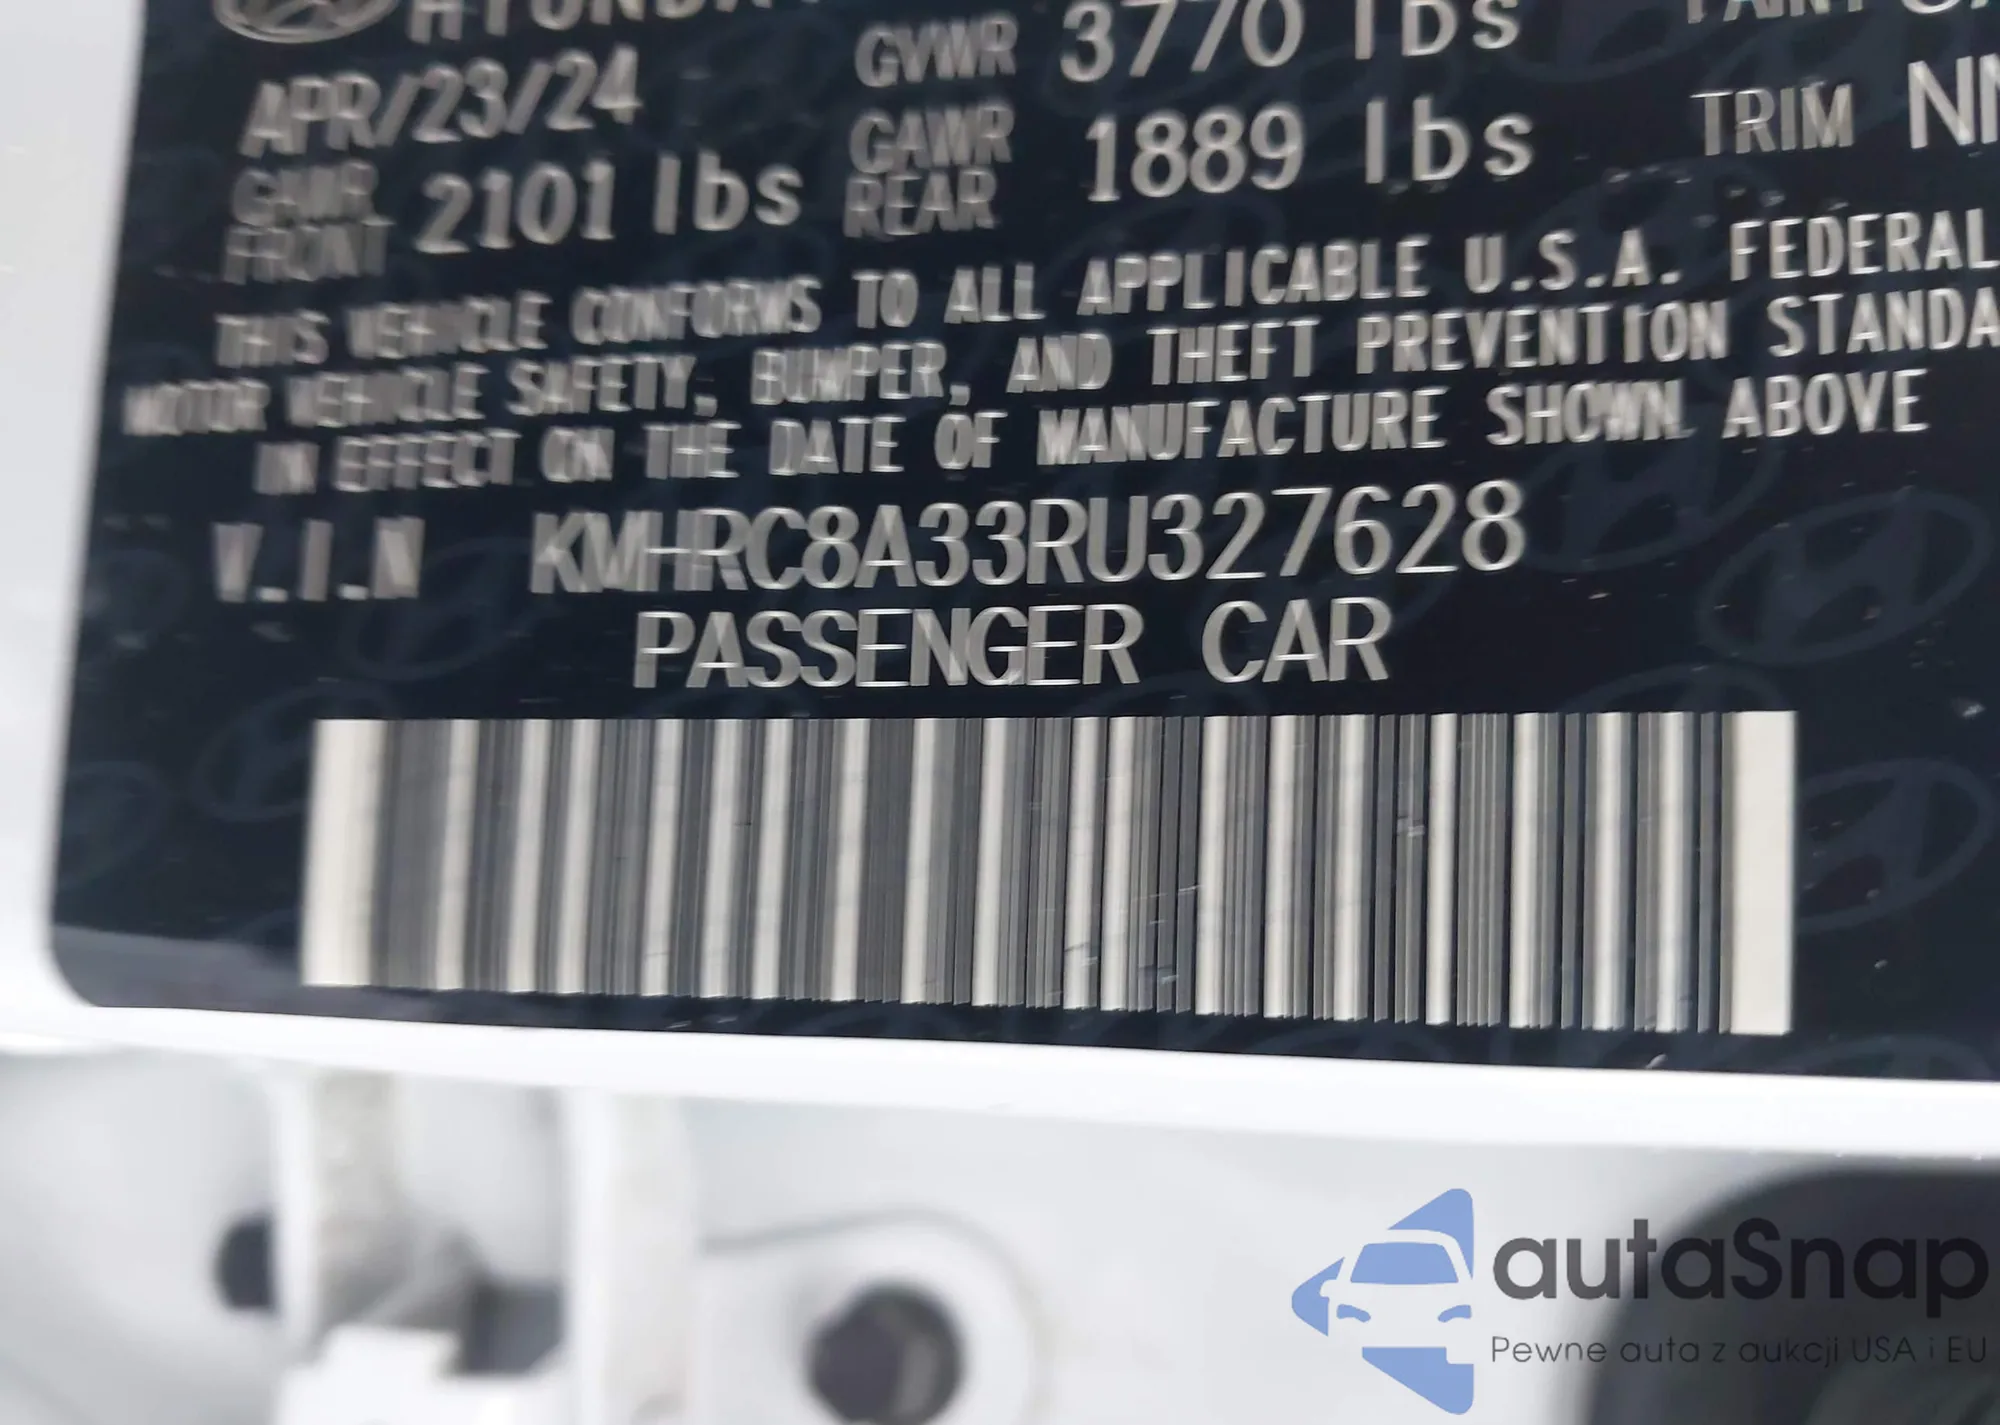 HYUNDA
APR/23/24 GVWR 3770 lbs
GAWR FRONT 2101 lbs GAWR REAR 1889 lbs TRIM
THIS VEHICLE CONFORMS TO ALL APPLICABLE U.S.A. FEDERAL
MOTOR VEHICLE SAFETY, BUMPER, AND THEFT PREVENTION STANDA
IN EFFECT ON THE DATE OF MANUFACTURE SHOWN ABOVE
V.I.N KMHRC8A33RU327628
PASSENGER CAR
autaSnap
Pewne auta z aukcji USA i EU